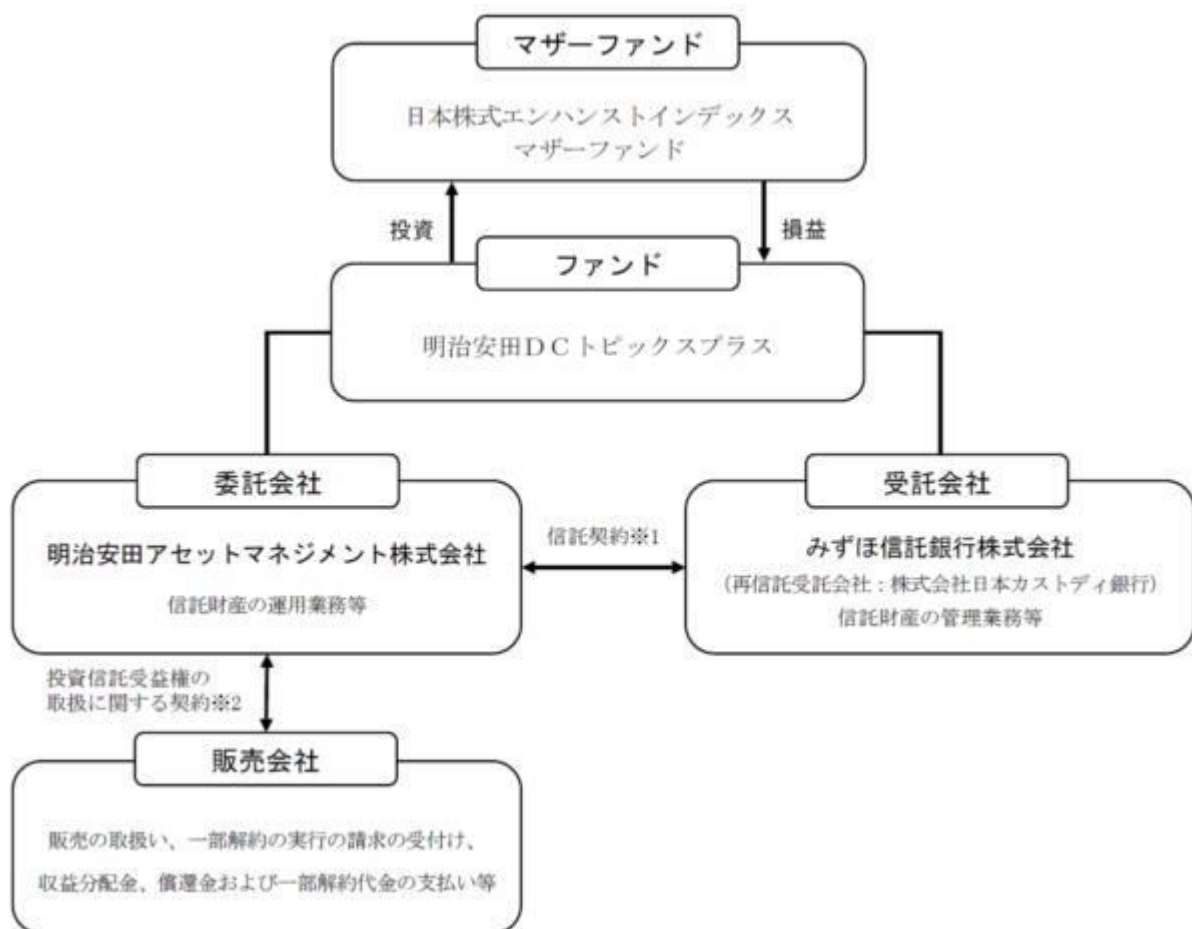 マザーファンド
日本株式エンハンストインデックス
マザーファンド
投資
損益
ファンド
明治安田DCトピックスプラス
委託会社
明治安田アセットマネジメント株式会社
信託財産の運用業務等
信託契約※1
受託会社
みずほ信託銀行株式会社
(再信託受託会社:株式会社日本カストディ銀行)
信託財産の管理業務等
投資信託受益権の
取扱に関する契約※2
販売会社
販売の取扱い、一部解約の実行の請求の受付け、
収益分配金、償還金および一部解約代金の支払い等